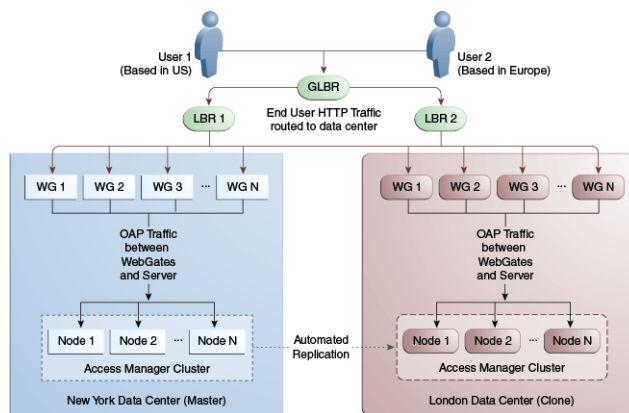 User 1
(Based in US)
User 2
(Based in Europe)
GLBR
End User HTTP Traffic
routed to data center
LBR 1
LBR 2
WG 1
WG 2
WG 3
...
WG N
WG 1
WG 2
WG 3
...
WG N
OAP Traffic
between
WebGates
and Server
OAP Traffic
between
WebGates
and Server
Node 1
Node 2
...
Node N
Access Manager Cluster
Automated
Replication
Node 1
Node 2
...
Node N
Access Manager Cluster
New York Data Center (Master)
London Data Center (Clone)